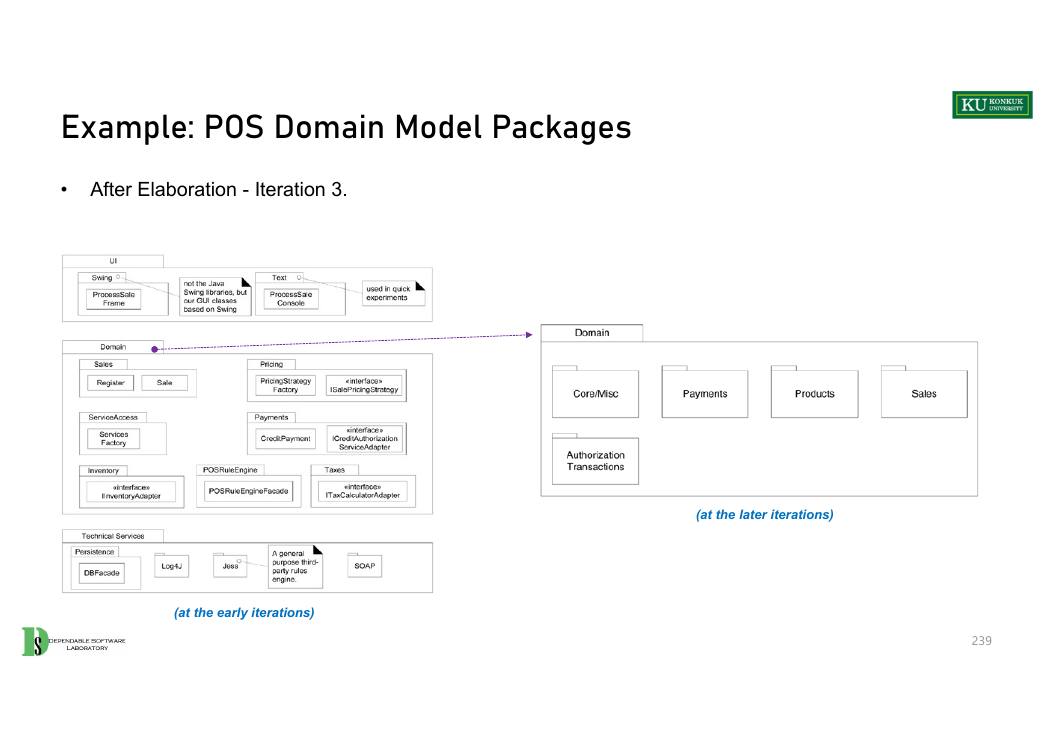 KU KONKUK
UNIVERSITY
Example: POS Domain Model Packages
• After Elaboration - Iteration 3.
UI
Swing
ProcessSale
Frame
not the Java
Swing libraries, but
our GUI classes
based on Swing
Text
ProcessSale
Console
used in quick
experiments
Domain
Sales
Register
Sale
Pricing
PricingStrategy
Factory
«interface»
ISalePricingStrategy
ServiceAccess
Services
Factory
Payments
CreditPayment
«interface»
ICreditAuthorization
ServiceAdapter
Inventory
«interface»
IInventoryAdapter
POSRuleEngine
POSRuleEngineFacade
Taxes
«interface»
ITaxCalculatorAdapter
Technical Services
Persistence
DBFacade
Log4J
Jess
A general
purpose third-
party rules
engine.
SOAP
(at the early iterations)
Domain
Core/Misc
Payments
Products
Sales
Authorization
Transactions
(at the later iterations)
DS DEPENDABLE SOFTWARE
LABORATORY
239